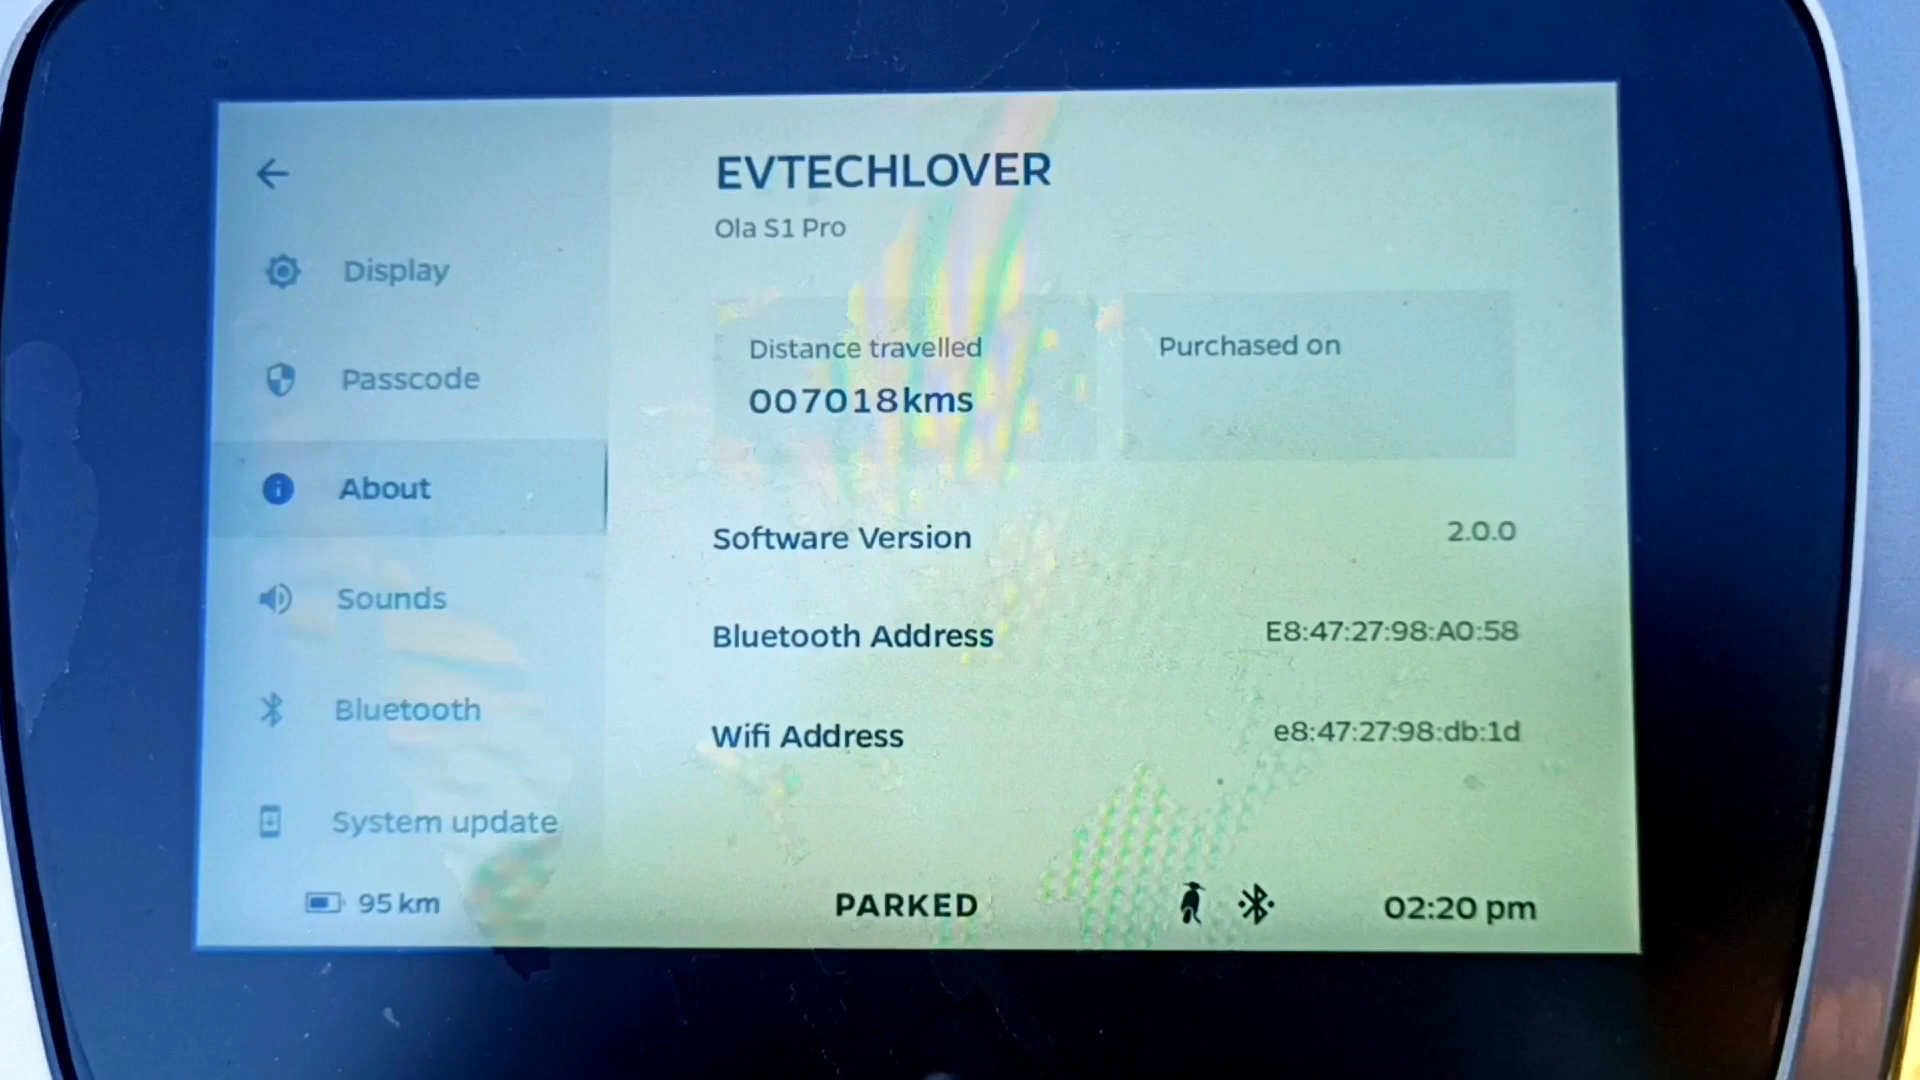 EVTECHLOVER
Ola S1 Pro
Display
Passcode
About
Sounds
Bluetooth
System update
Distance travelled
007018kms
Purchased on
Software Version
2.0.0
Bluetooth Address
E8:47:27:98:A0:58
Wifi Address
e8:47:27:98:db:1d
95 km
PARKED
02:20 pm